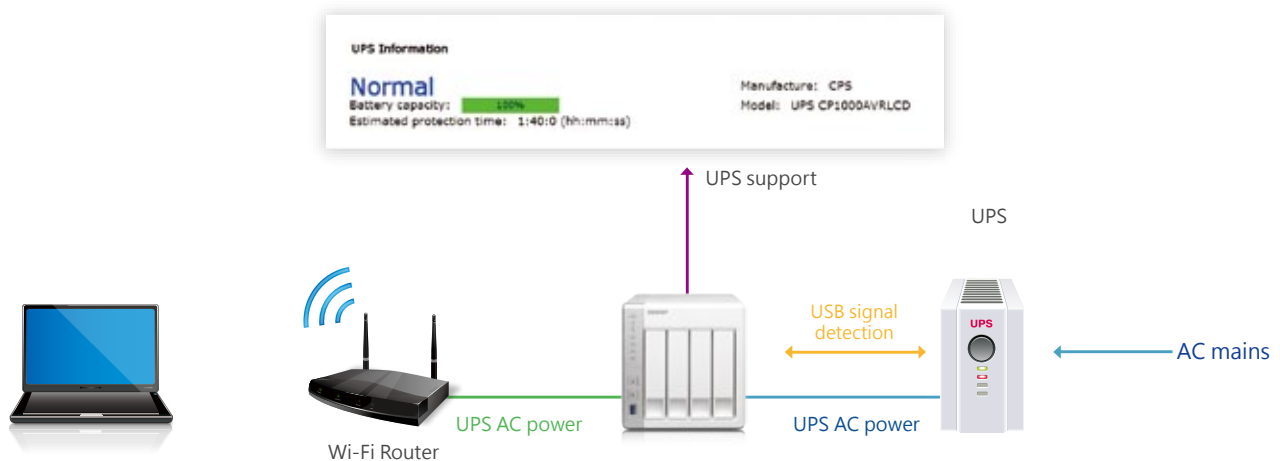 UPS Information
Normal
Battery capacity: 100%
Estimated protection time: 1:40:0 (hh:mm:ss)
Manufacture: CPS
Model: UPS CP1000AVRLCD
UPS support
UPS
USB signal
detection
UPS
AC mains
UPS AC power
UPS AC power
Wi-Fi Router